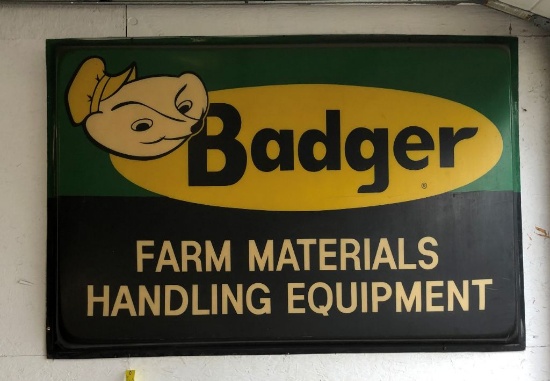 Badger
FARM MATERIALS
HANDLING EQUIPMENT